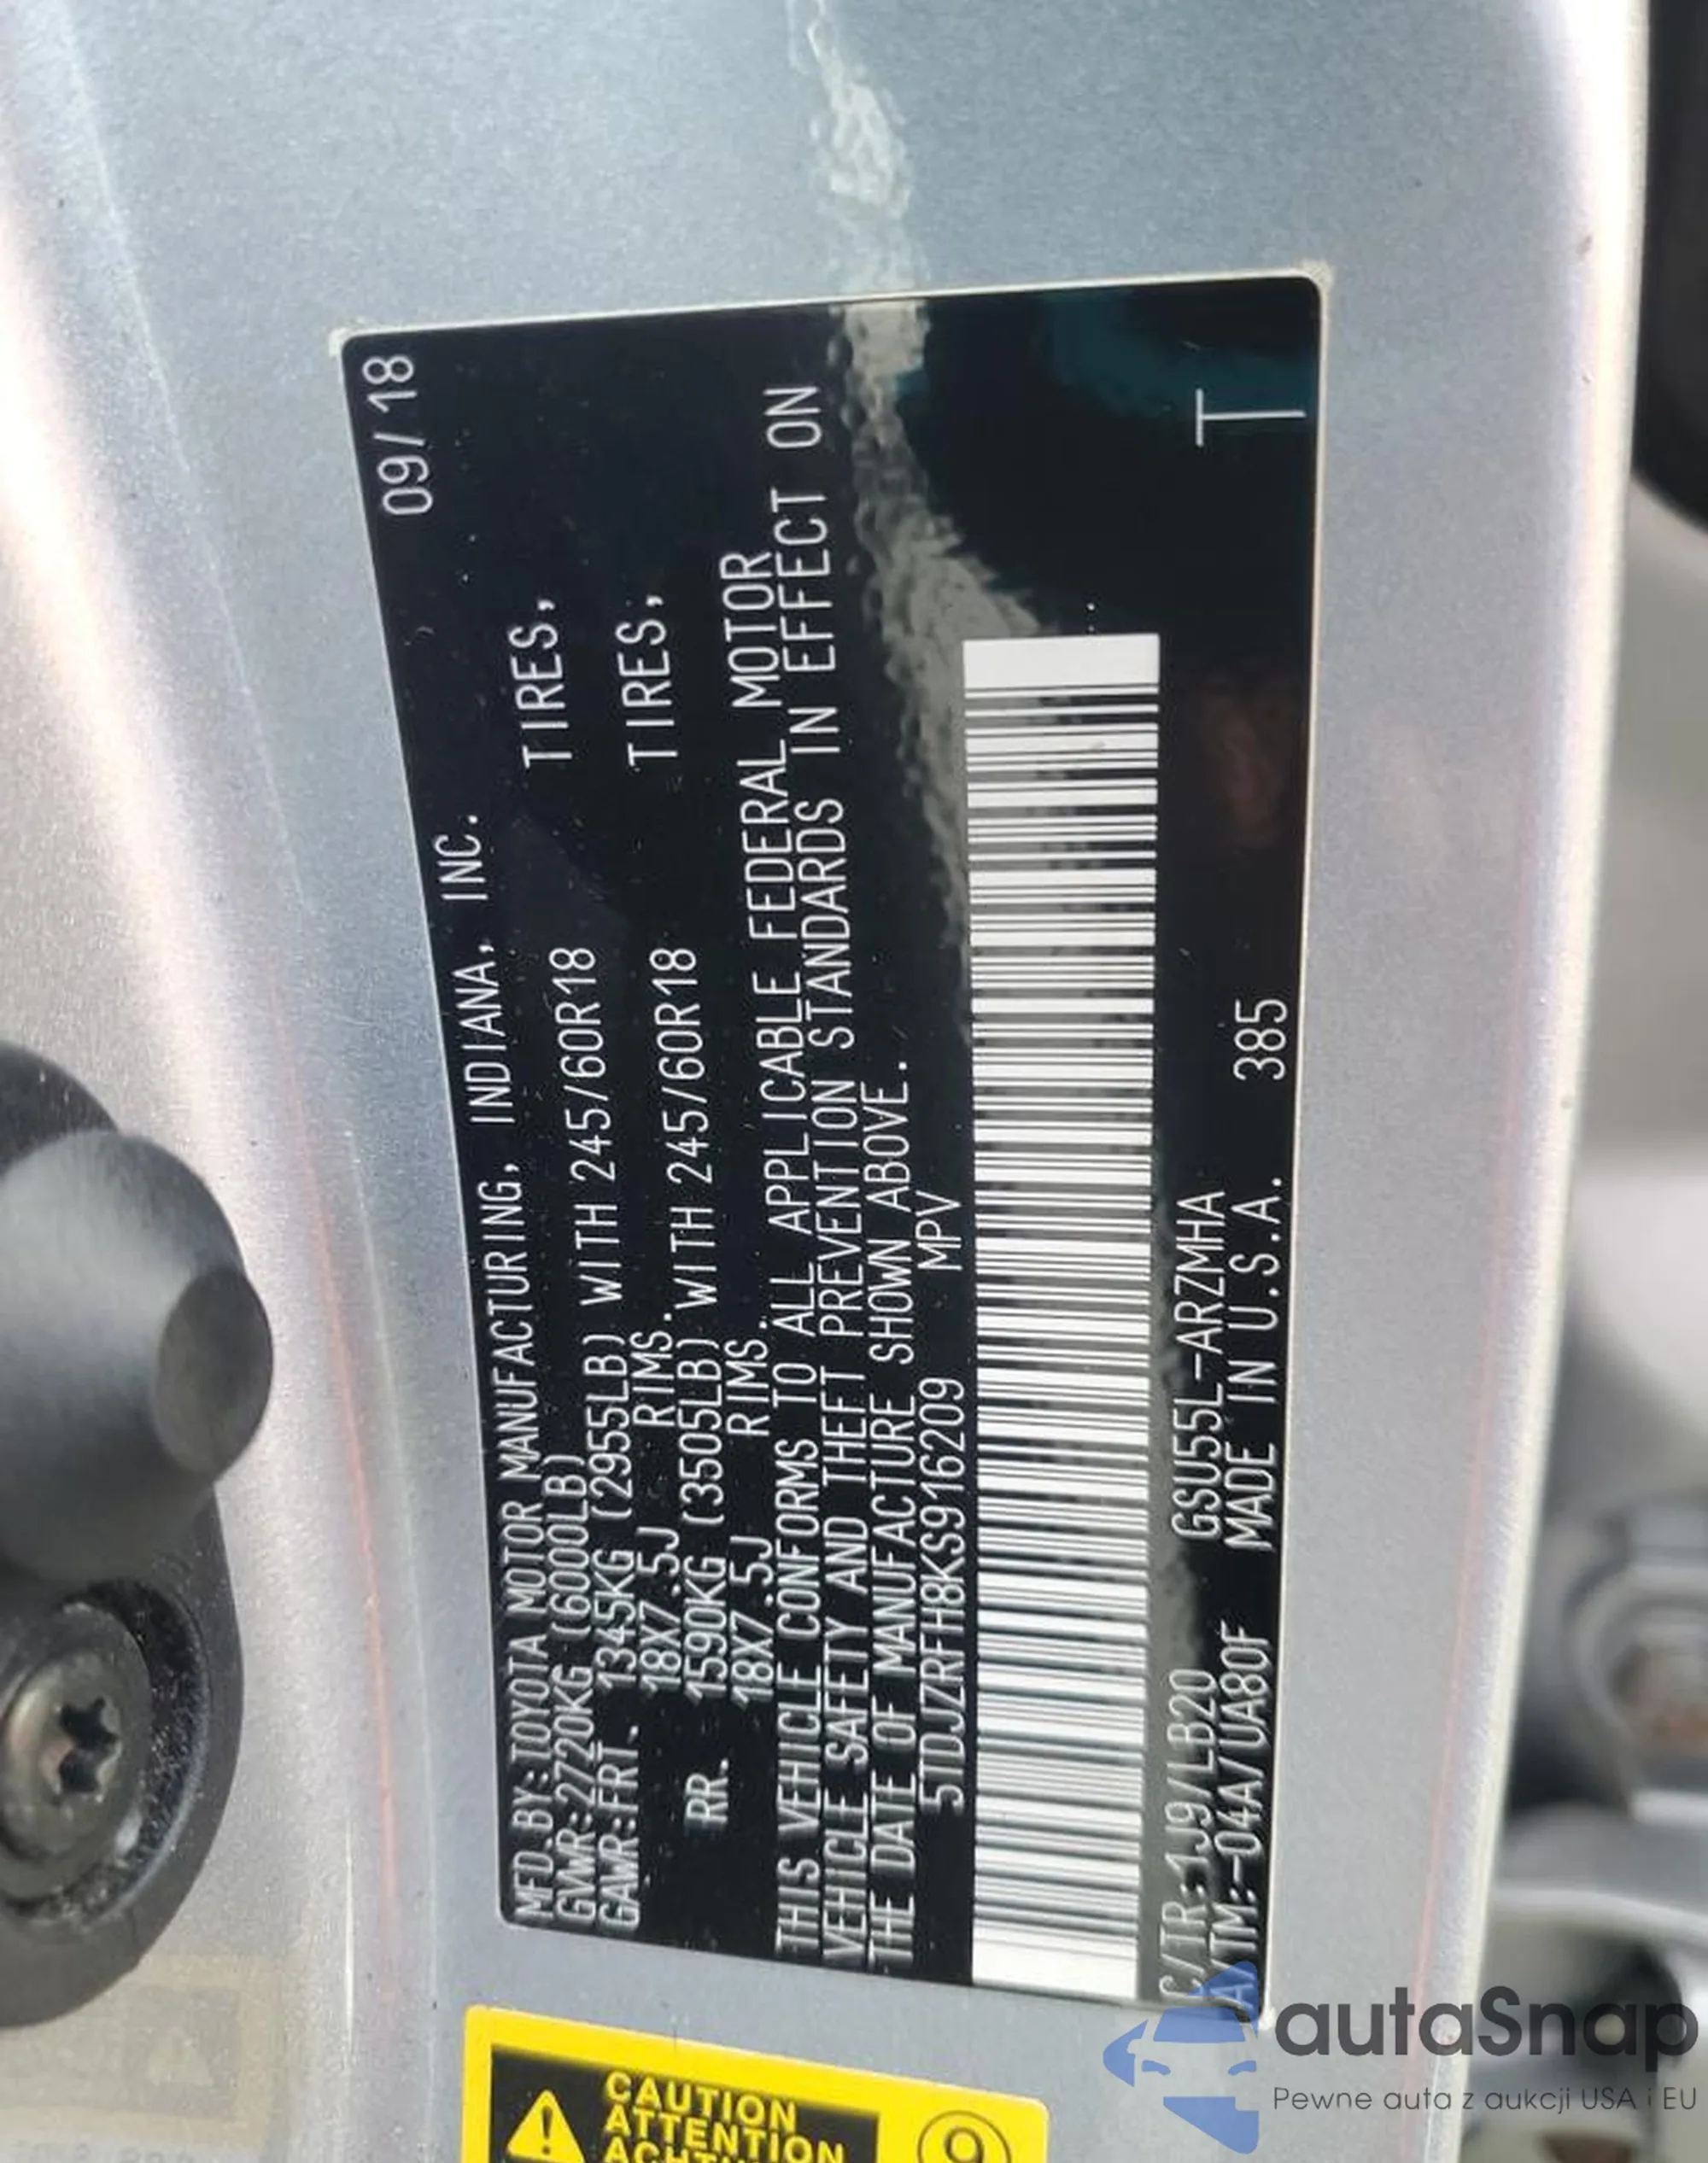 09/18
MFD.BY:TOYOTA MOTOR MANUFACTURING, INDIANA, INC.
GVWR:2720KG (6000LB)
GAWR:FRT. 1345KG (2955LB) WITH 245/60R18 TIRES,
18X7.5J RIMS.
RR. 1590KG (3505LB) WITH 245/60R18 TIRES,
18X7.5J RIMS.
THIS VEHICLE CONFORMS TO ALL APPLICABLE FEDERAL MOTOR
VEHICLE SAFETY AND THEFT PREVENTION STANDARDS IN EFFECT ON
THE DATE OF MANUFACTURE SHOWN ABOVE.
5TDJZRFH8KS916209 MPV
C/TR:1J9/LB20 GSU55L-ARZMHA
A/TM:-04A/UA80F MADE IN U.S.A. 385
T
CAUTION
ATTENTION
autaSnap
Pewne auta z aukcji USA i EU